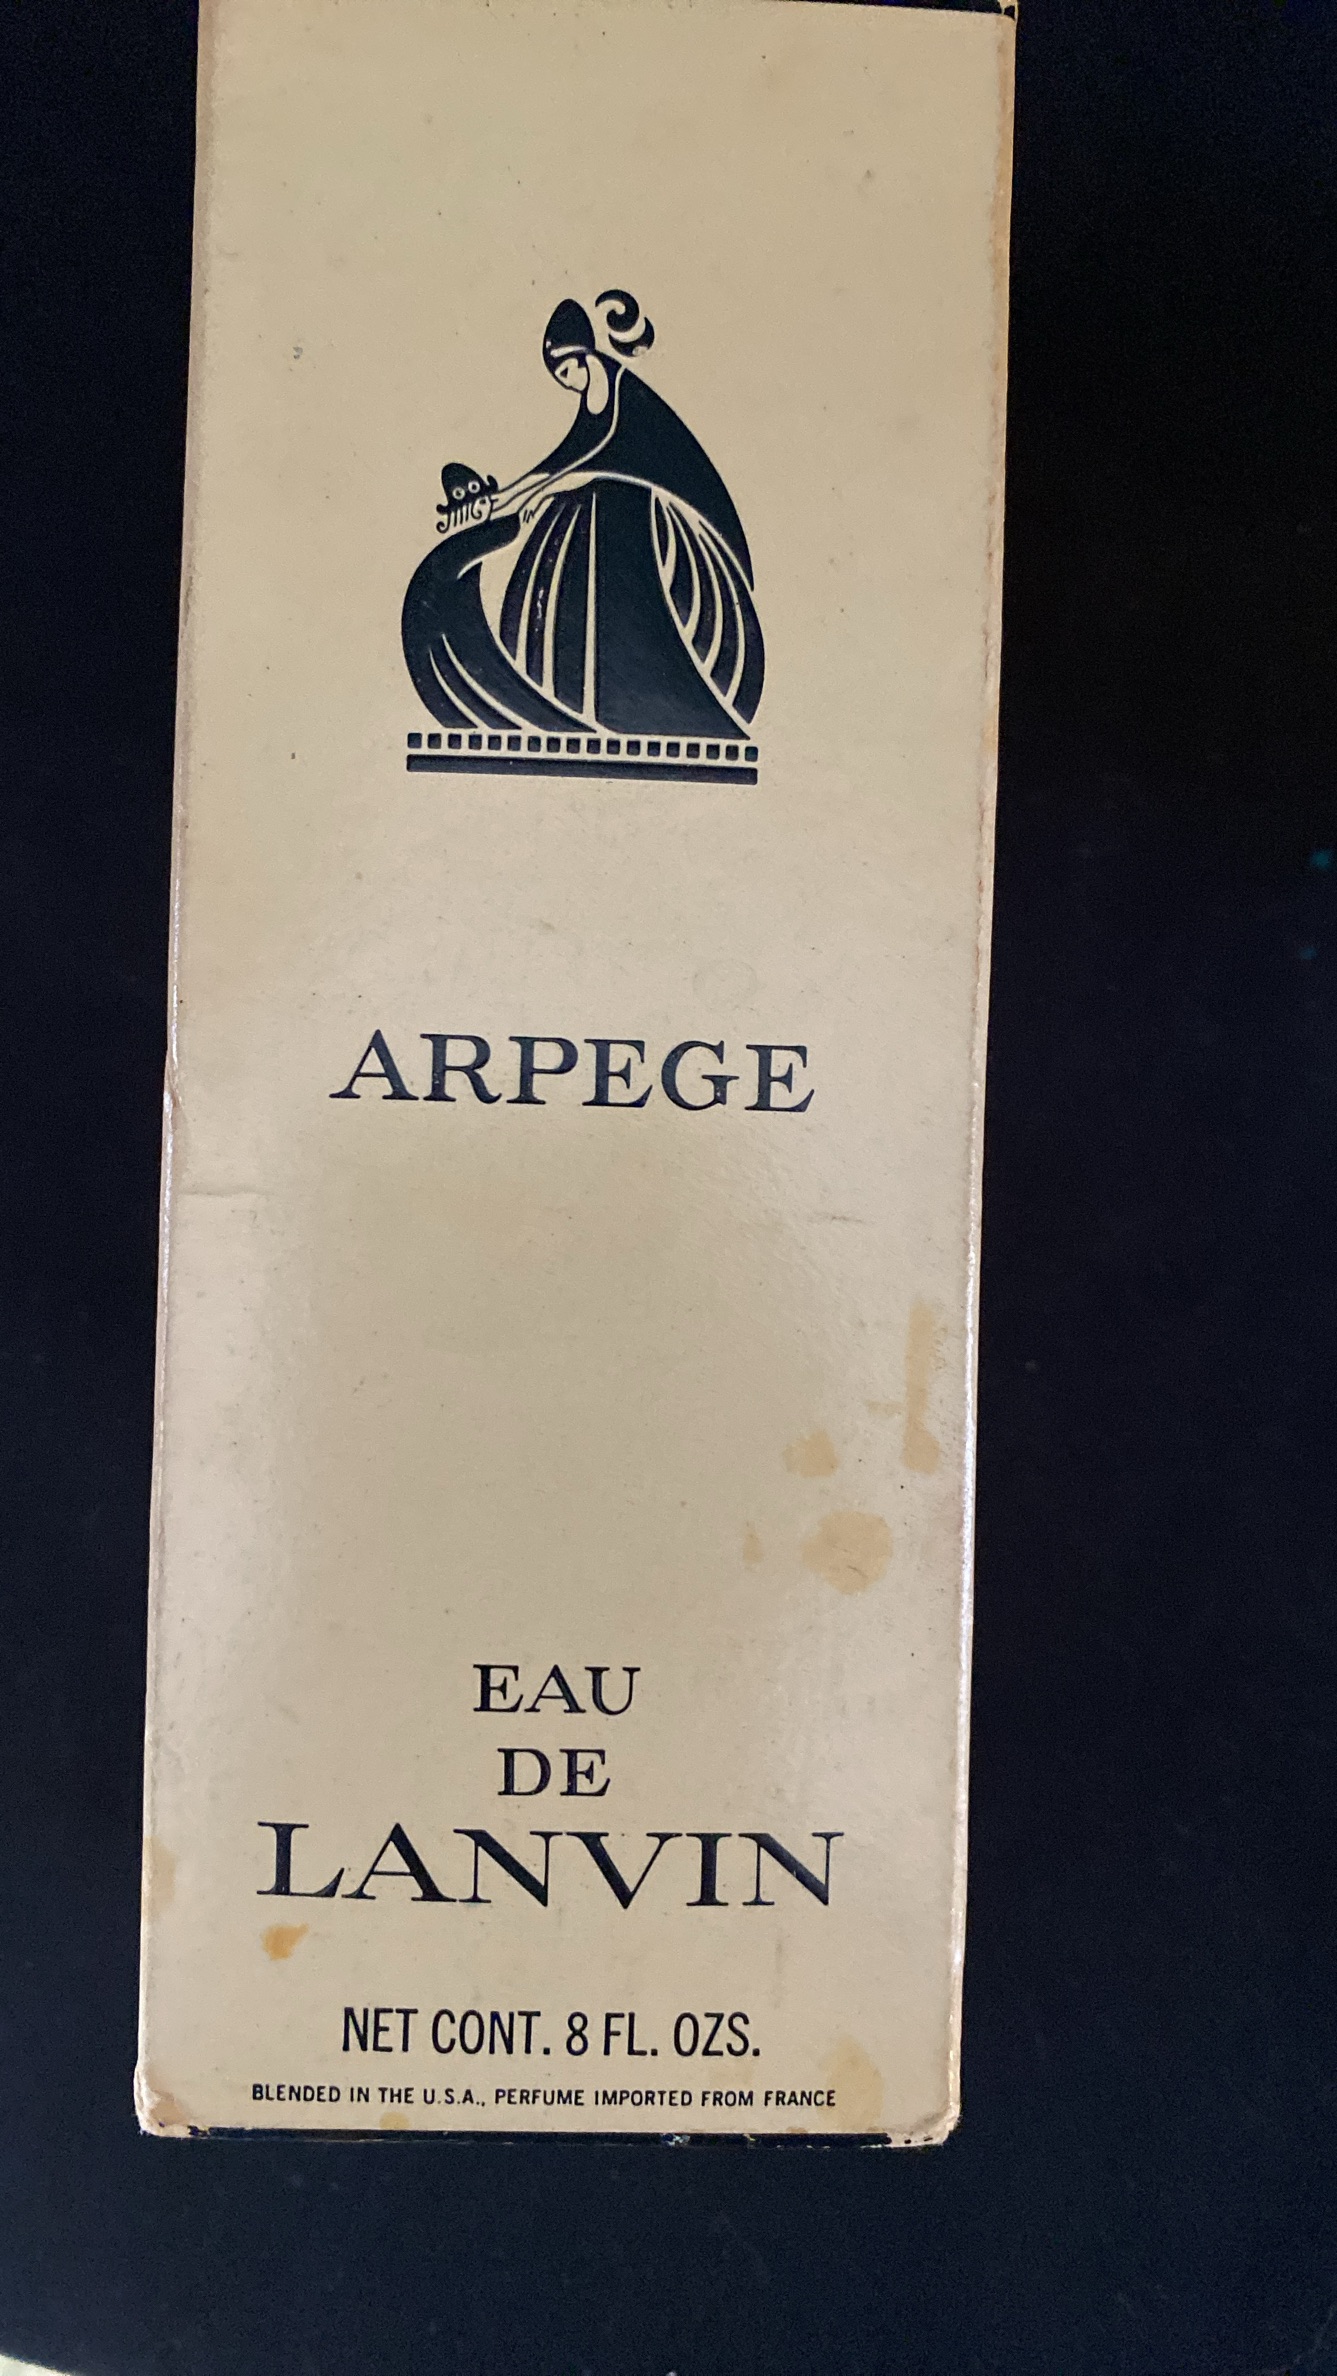 ARPEGE
EAU
DE
LANVIN
NET CONT. 8 FL. OZS.
BLENDED IN THE U.S.A., PERFUME IMPORTED FROM FRANCE